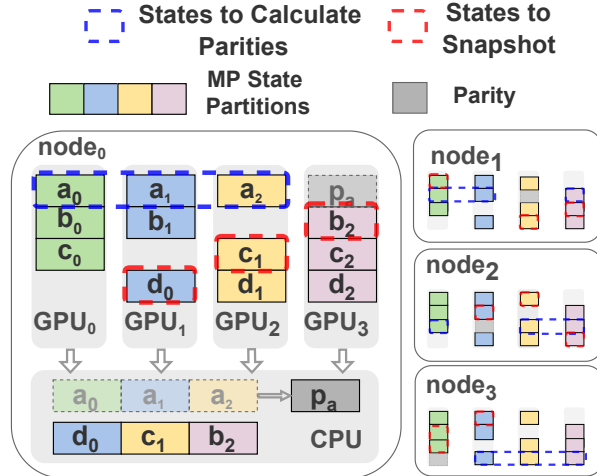 States to Calculate
Parities
States to
Snapshot
MP State
Partitions
Parity
node₀
a₀ a₁ a₂ pₐ
b₀ b₁ b₂
c₀ c₁ c₂
d₀ d₁ d₂
GPU₀ GPU₁ GPU₂ GPU₃
a₀ a₁ a₂ pₐ
d₀ c₁ b₂ CPU
node₁
node₂
node₃